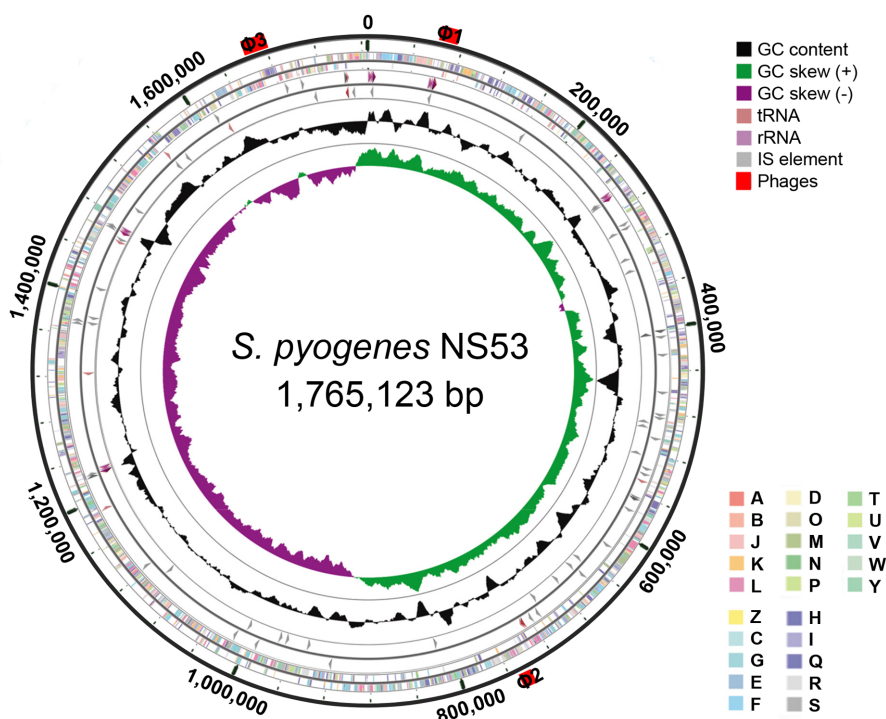 0
Φ1
200,000
400,000
600,000
Φ2
800,000
1,000,000
1,200,000
1,400,000
1,600,000
Φ3
S. pyogenes NS53
1,765,123 bp
GC content
GC skew (+)
GC skew (-)
tRNA
rRNA
IS element
Phages
A
B
J
K
L
D
O
M
N
P
T
U
V
W
Y
Z
C
G
E
F
H
I
Q
R
S